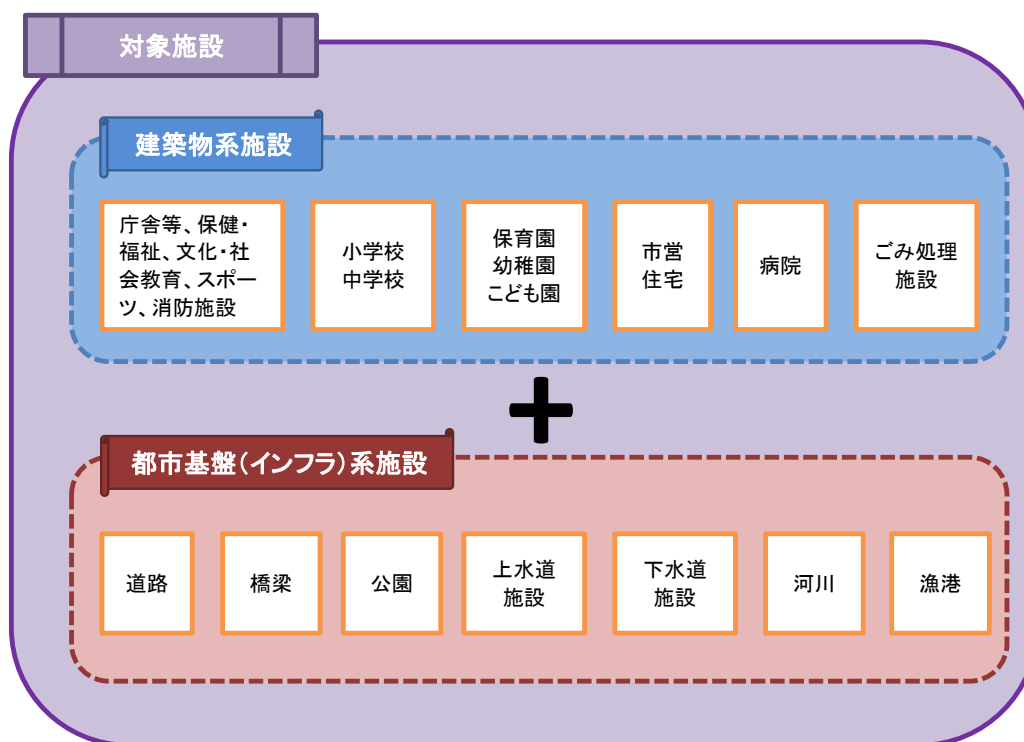 対象施設
建築物系施設
庁舎等、保健・
福祉、文化・社
会教育、スポー
ツ、消防施設
小学校
中学校
保育園
幼稚園
こども園
市営
住宅
病院
ごみ処理
施設
都市基盤(インフラ)系施設
道路
橋梁
公園
上水道
施設
下水道
施設
河川
漁港